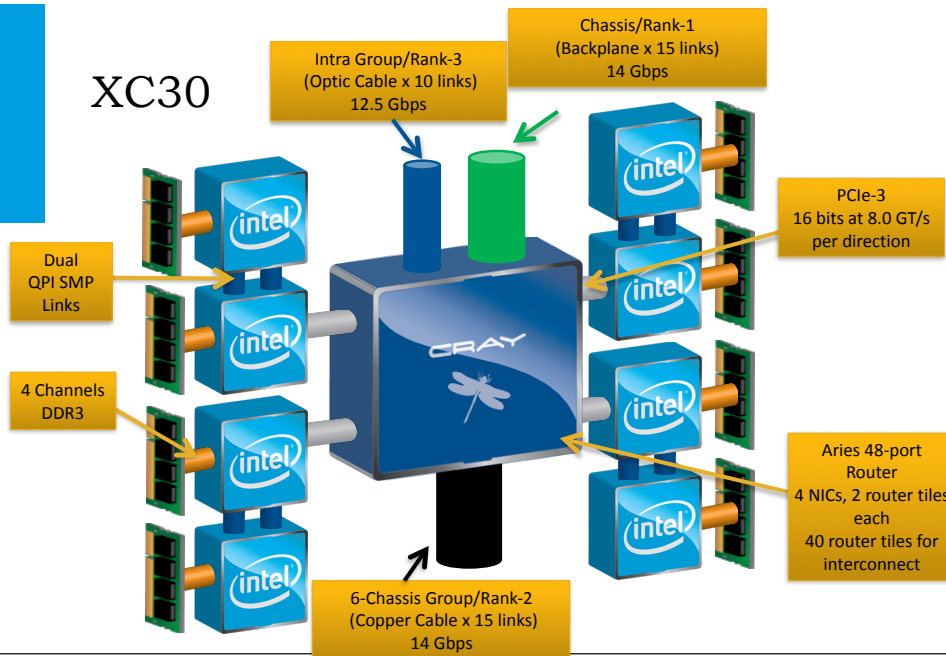 XC30
Intra Group/Rank-3
(Optic Cable x 10 links)
12.5 Gbps
Chassis/Rank-1
(Backplane x 15 links)
14 Gbps
PCIe-3
16 bits at 8.0 GT/s
per direction
Dual
QPI SMP
Links
4 Channels
DDR3
intel
intel
intel
intel
CRAY
intel
intel
intel
intel
Aries 48-port
Router
4 NICs, 2 router tiles
each
40 router tiles for
interconnect
6-Chassis Group/Rank-2
(Copper Cable x 15 links)
14 Gbps